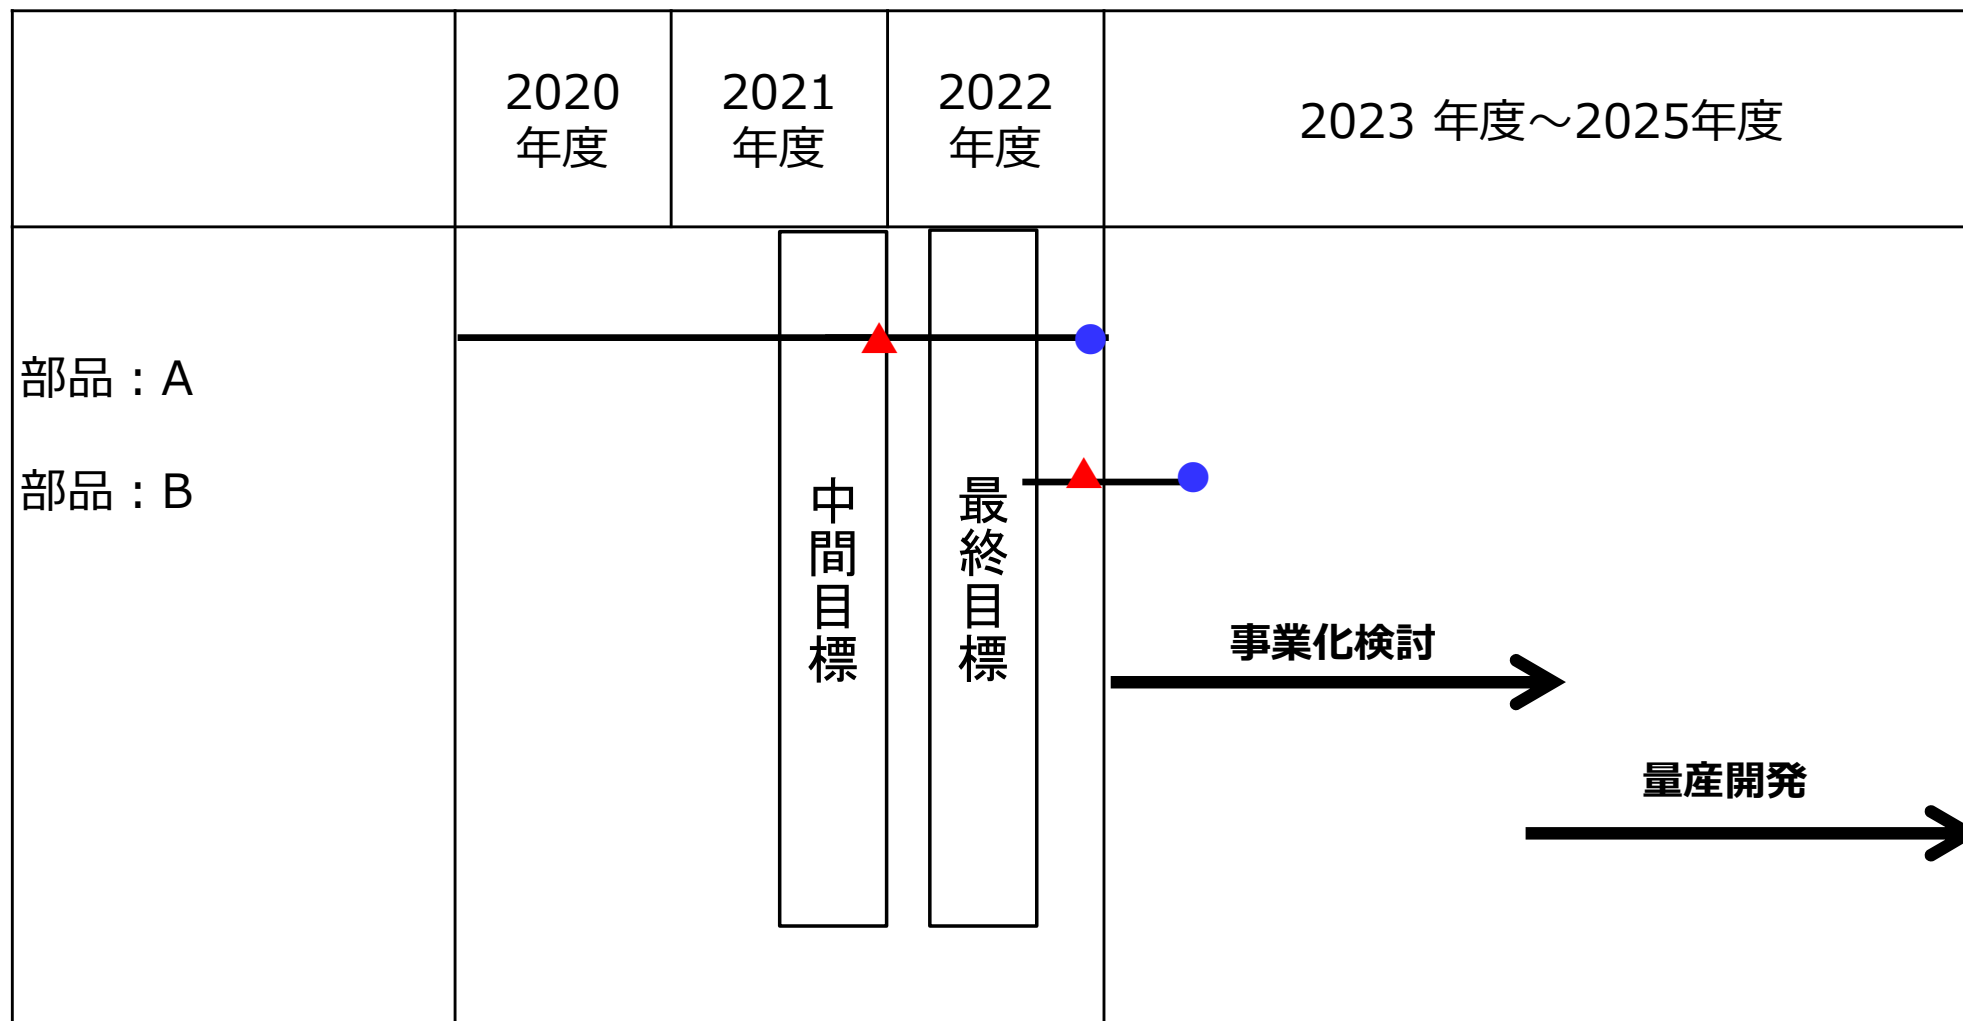 2020
年度
2021
年度
2022
年度
2023 年度～2025年度
部品：A
部品：B
中間目標
最終目標
事業化検討
量産開発